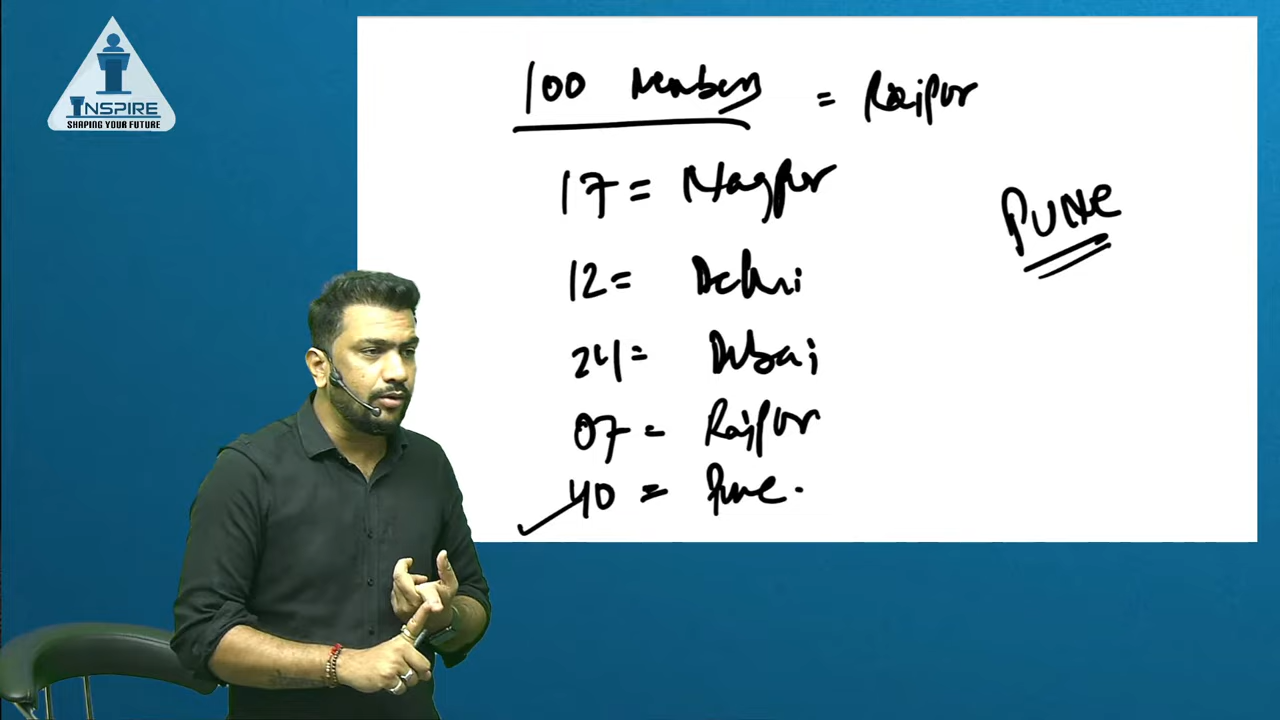 INSPIRE
SHAPING YOUR FUTURE
100 Members = Raipur
17 = Nagpur
12 = Delhi
24 = Dubai
07 = Raipur
40 = Pune.
PUNE